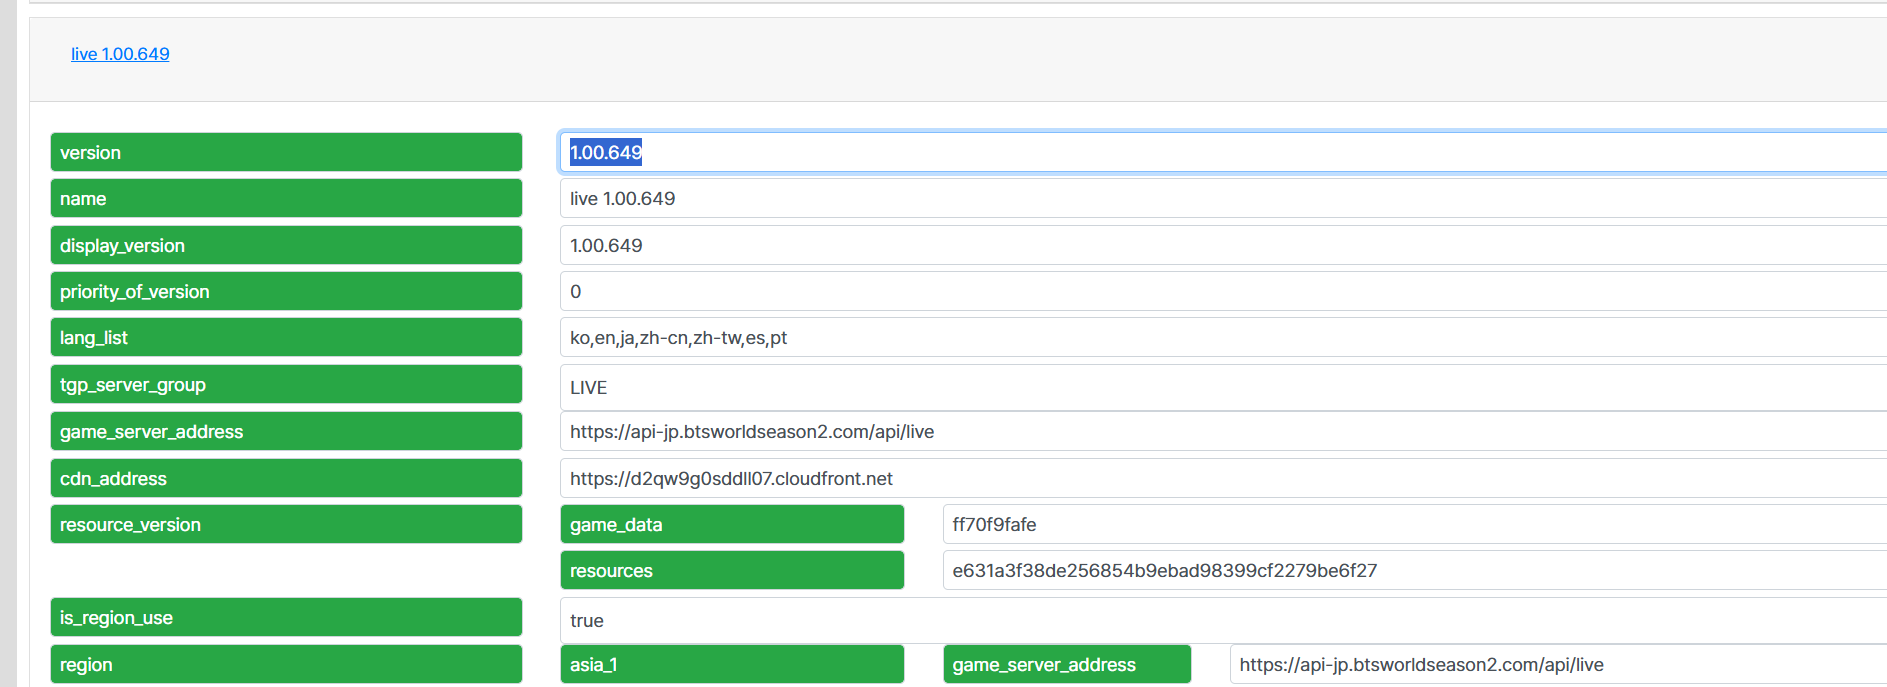 live 1.00.649
version 1.00.649
name live 1.00.649
display_version 1.00.649
priority_of_version 0
lang_list ko,en,ja,zh-cn,zh-tw,es,pt
tgp_server_group LIVE
game_server_address https://api-jp.btsworldseason2.com/api/live
cdn_address https://d2qw9g0sddll07.cloudfront.net
resource_version game_data ff70f9fafe
resources e631a3f38de256854b9ebad98399cf2279be6f27
is_region_use true
region asia_1 game_server_address https://api-jp.btsworldseason2.com/api/live